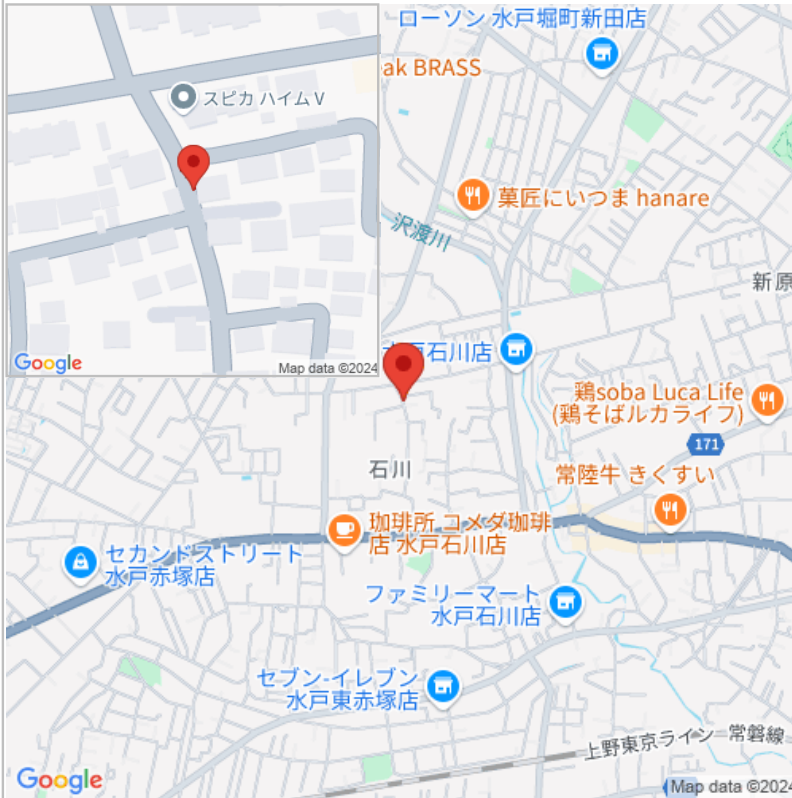 スピカ ハイム V
Google
Map data ©2024
ローソン 水戸堀町新田店
ak BRASS
菓匠にいつま hanare
沢渡川
新原
水戸石川店
鶏soba Luca Life
(鶏そばルカライフ)
171
石川
常陸牛 きくすい
珈琲所 コメダ珈琲
店 水戸石川店
セカンドストリート
水戸赤塚店
ファミリーマート
水戸石川店
セブン-イレブン
水戸東赤塚店
上野東京ライン 常磐線
Google
Map data ©2024